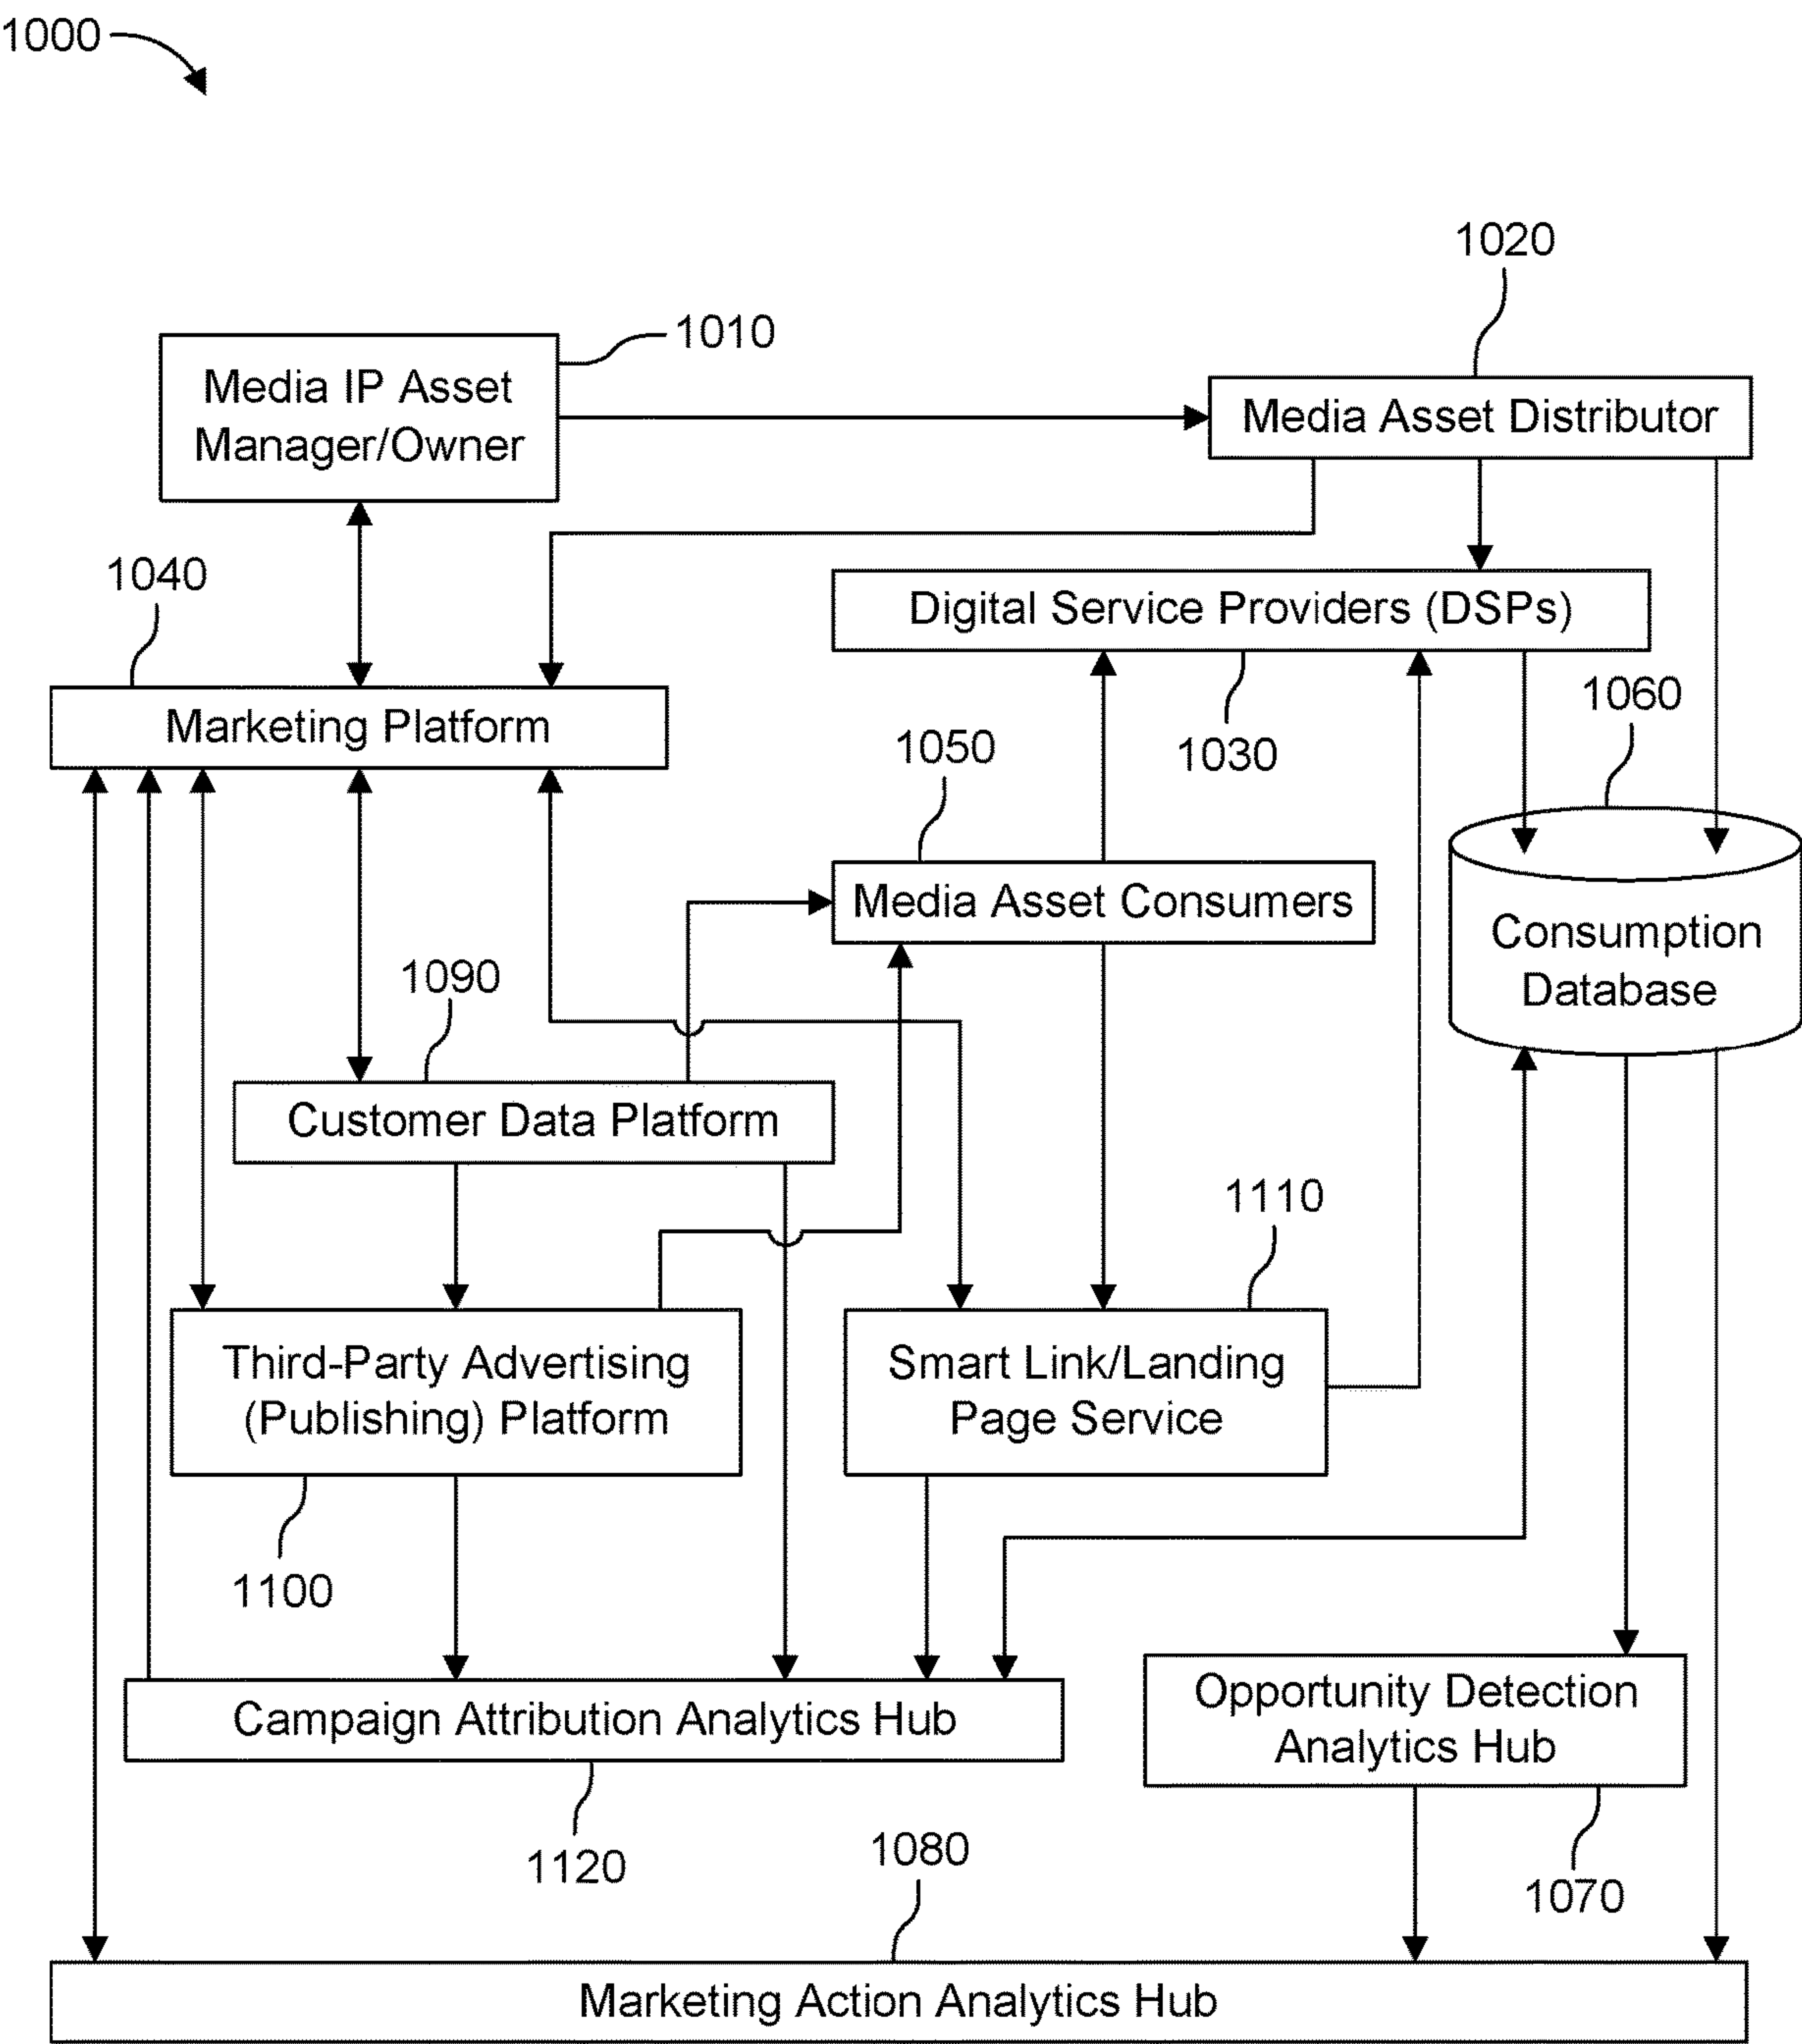 1000
1020
1010
Media IP Asset
Manager/Owner
Media Asset Distributor
1040
Digital Service Providers (DSPs)
1060
Marketing Platform
1050
1030
Media Asset Consumers
Consumption
Database
1090
Customer Data Platform
1110
Third-Party Advertising
(Publishing) Platform
Smart Link/Landing
Page Service
1100
Campaign Attribution Analytics Hub
Opportunity Detection
Analytics Hub
1120
1080
1070
Marketing Action Analytics Hub